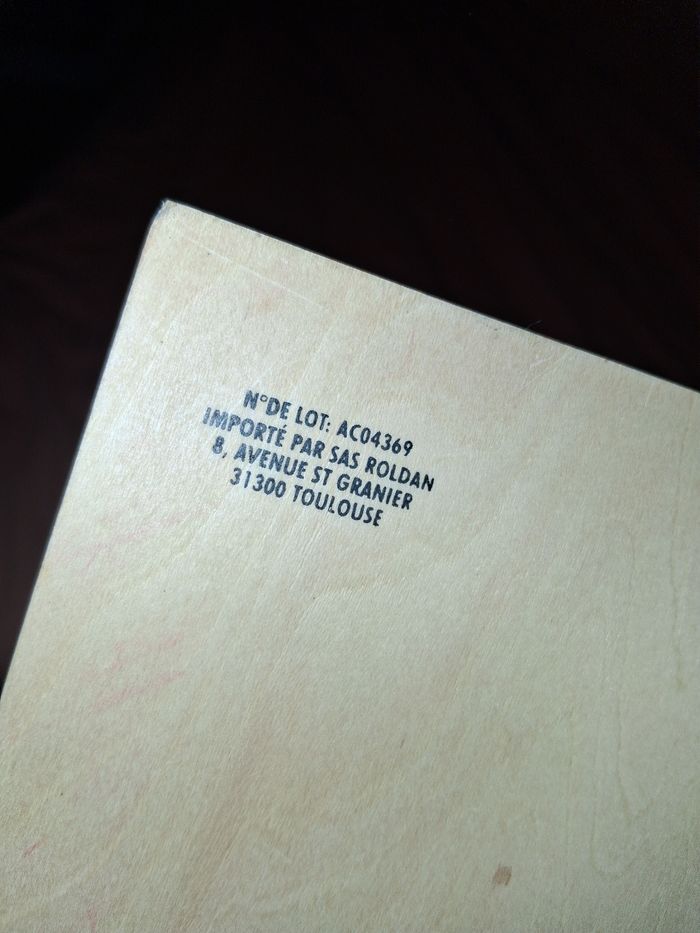 N°DE LOT: AC04369
IMPORTÉ PAR SAS ROLDAN
8, AVENUE ST GRANIER
31300 TOULOUSE